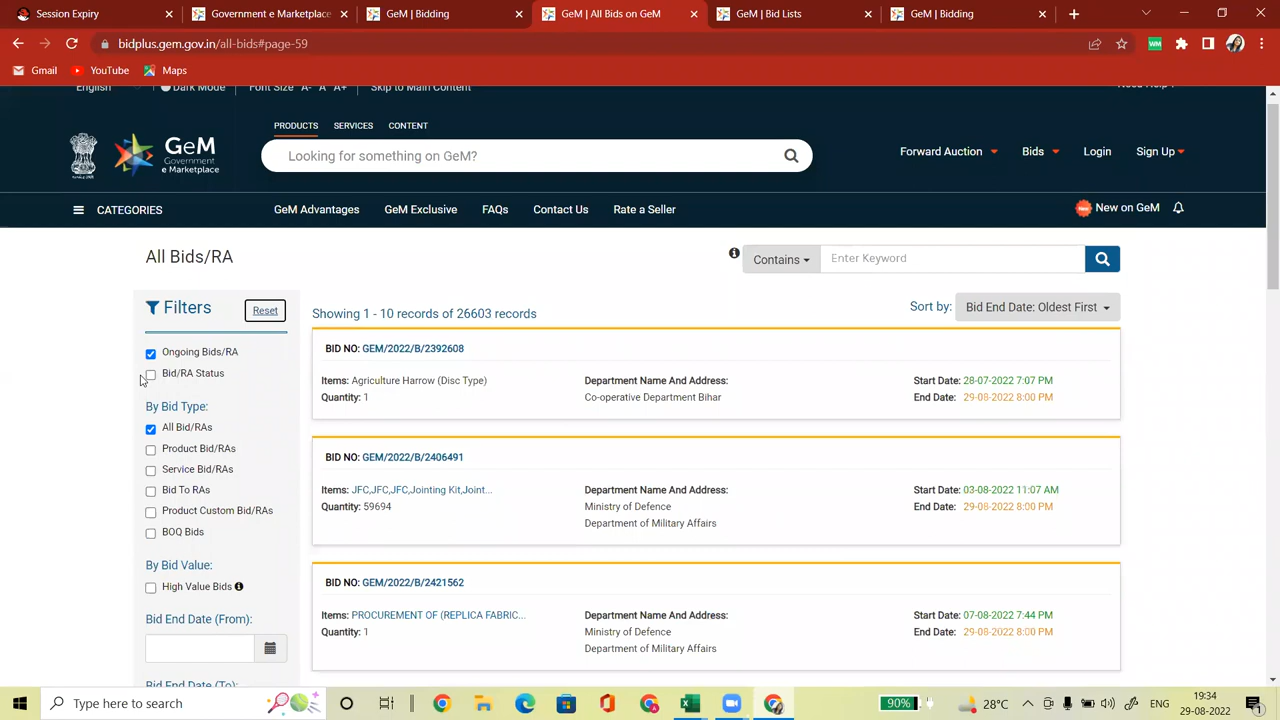 Session Expiry
Government e Marketplace
GeM | Bidding
GeM | All Bids on GeM
GeM | Bid Lists
GeM | Bidding
bidplus.gem.gov.in/all-bids#page-59
WM
Gmail
YouTube
Maps
English
Dark Mode
Font Size A- A A+
Skip to Main Content
Need Help ?
PRODUCTS
SERVICES
CONTENT
GeM
Government
e Marketplace
Looking for something on GeM?
Forward Auction
Bids
Login
Sign Up
CATEGORIES
GeM Advantages
GeM Exclusive
FAQs
Contact Us
Rate a Seller
New on GeM
All Bids/RA
Contains
Enter Keyword
Filters
Reset
Showing 1 - 10 records of 26603 records
Sort by:
Bid End Date: Oldest First
Ongoing Bids/RA
Bid/RA Status
By Bid Type:
All Bid/RAs
Product Bid/RAs
Service Bid/RAs
Bid To RAs
Product Custom Bid/RAs
BOQ Bids
By Bid Value:
High Value Bids
Bid End Date (From):
Bid End Date (To):
BID NO: GEM/2022/B/2392608
Items: Agriculture Harrow (Disc Type)
Quantity: 1
Department Name And Address:
Co-operative Department Bihar
Start Date: 28-07-2022 7:07 PM
End Date: 29-08-2022 8:00 PM
BID NO: GEM/2022/B/2406491
Items: JFC,JFC,JFC,Jointing Kit,Joint...
Quantity: 59694
Department Name And Address:
Ministry of Defence
Department of Military Affairs
Start Date: 03-08-2022 11:07 AM
End Date: 29-08-2022 8:00 PM
BID NO: GEM/2022/B/2421562
Items: PROCUREMENT OF (REPLICA FABRIC...
Quantity: 1
Department Name And Address:
Ministry of Defence
Department of Military Affairs
Start Date: 07-08-2022 7:44 PM
End Date: 29-08-2022 8:00 PM
Type here to search
90%
28°C
ENG
19:34
29-08-2022